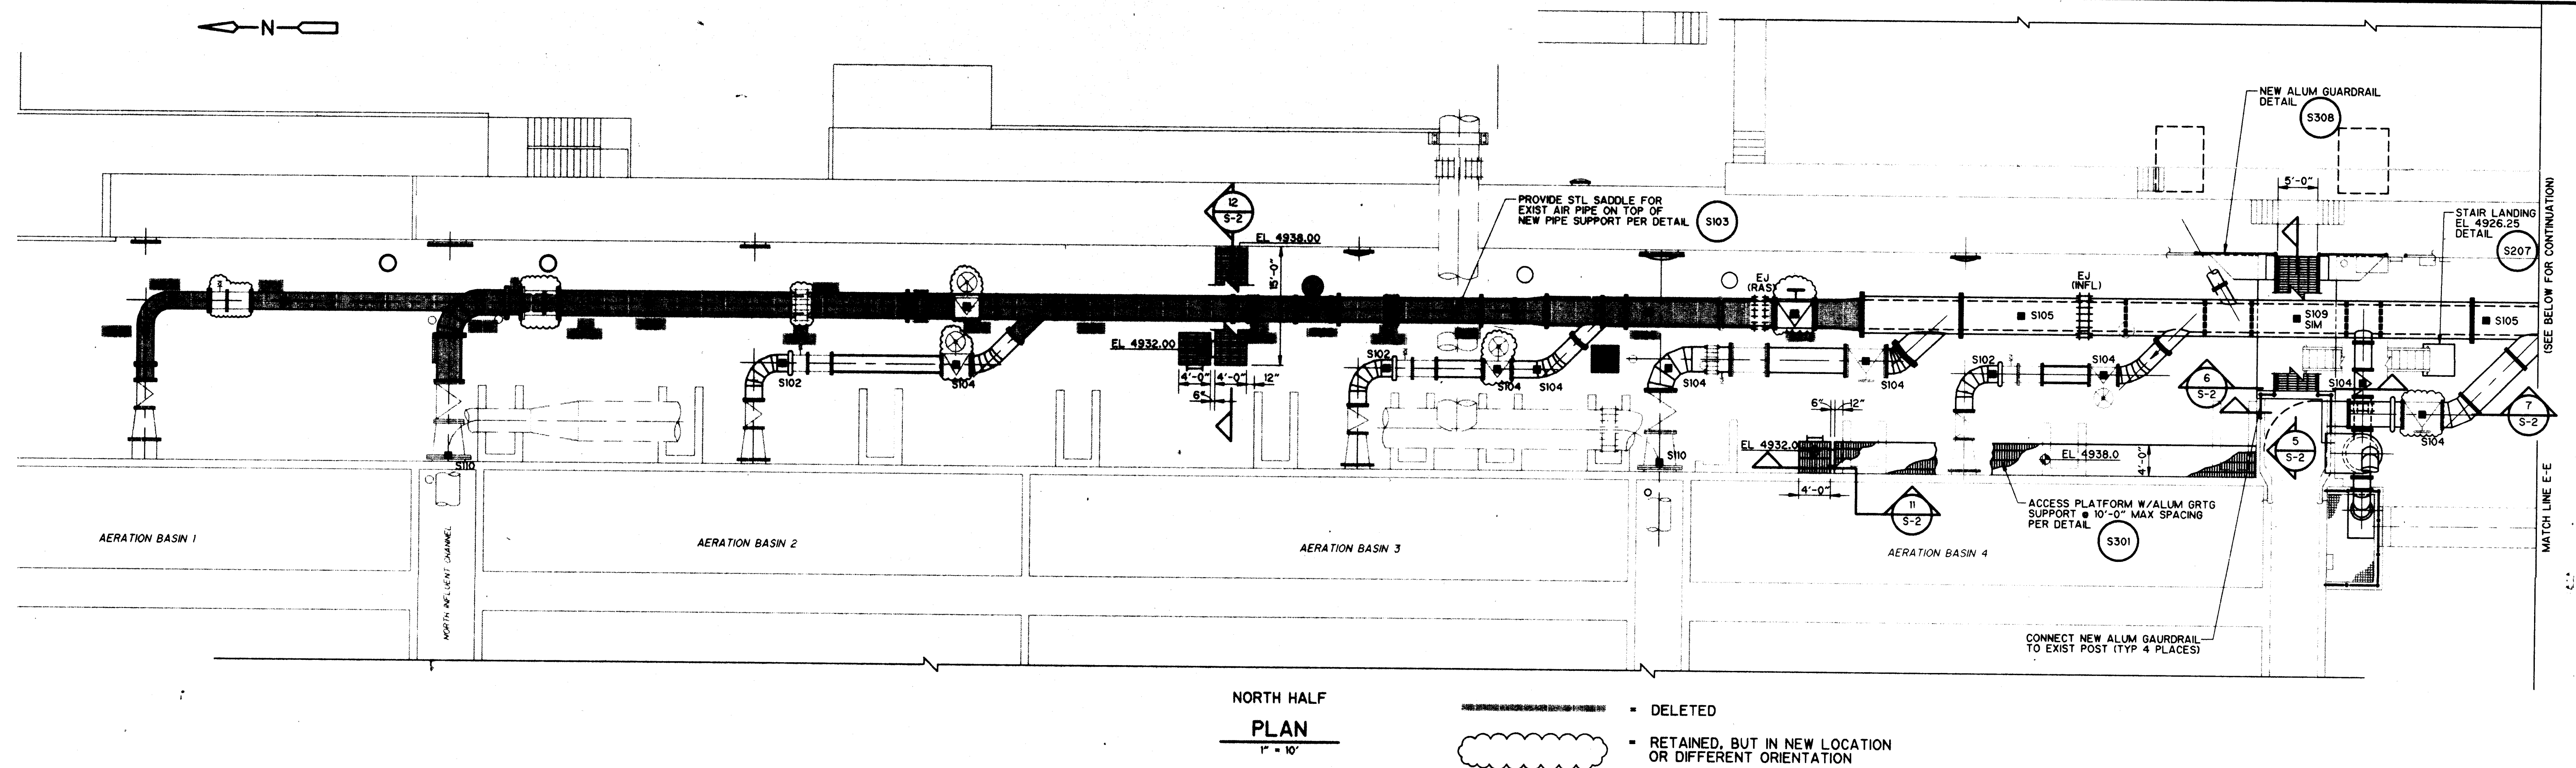 N
NEW ALUM GUARDRAIL
DETAIL
S308
5'-0"
STAIR LANDING
EL 4926.25
DETAIL
S207
(SEE BELOW FOR CONTINUATION)
MATCH LINE E-E
PROVIDE STL SADDLE FOR
EXIST AIR PIPE ON TOP OF
NEW PIPE SUPPORT PER DETAIL
S103
12
S-2
EL 4938.00
15'-0"
EJ
(RAS)
EJ
(INFL)
S105
S109
SIM
S105
EL 4932.00
4'-0"
4'-0"
12"
6"
S102
S104
S102
S104
S104
S104
S104
S102
S104
S104
S104
6
S-2
7
S-2
5
S-2
S110
S110
6"
12"
EL 4932.0
4'-0"
EL 4938.0
4'-0"
11
S-2
ACCESS PLATFORM W/ALUM GRTG
SUPPORT @ 10'-0" MAX SPACING
PER DETAIL
S301
AERATION BASIN 1
NORTH INFLUENT CHANNEL
AERATION BASIN 2
AERATION BASIN 3
AERATION BASIN 4
CONNECT NEW ALUM GAURDRAIL
TO EXIST POST (TYP 4 PLACES)
NORTH HALF
PLAN
1" = 10'
= DELETED
= RETAINED, BUT IN NEW LOCATION
OR DIFFERENT ORIENTATION